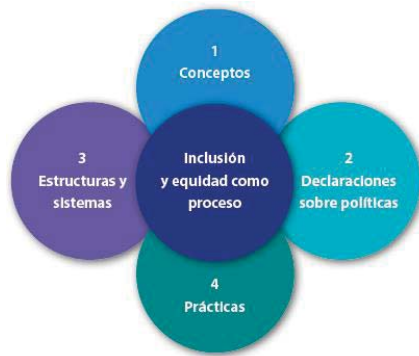 1
Conceptos
Inclusión
y equidad como
proceso
2
Declaraciones
sobre políticas
3
Estructuras y
sistemas
4
Prácticas